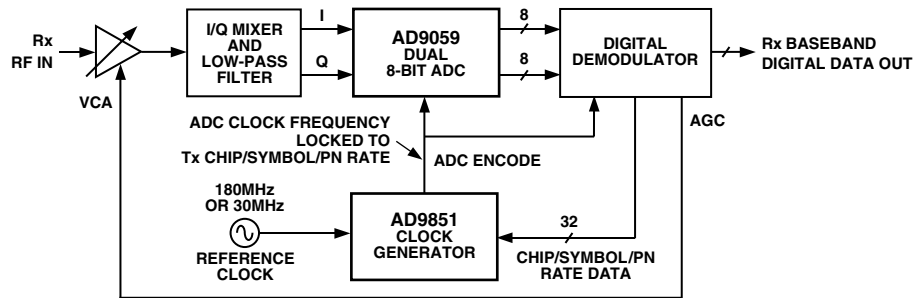 Rx
RF IN
VCA
I/Q MIXER
AND
LOW-PASS
FILTER
I
Q
AD9059
DUAL
8-BIT ADC
8
8
DIGITAL
DEMODULATOR
Rx BASEBAND
DIGITAL DATA OUT
AGC
ADC CLOCK FREQUENCY
LOCKED TO
Tx CHIP/SYMBOL/PN RATE
ADC ENCODE
180MHz
OR 30MHz
REFERENCE
CLOCK
AD9851
CLOCK
GENERATOR
32
CHIP/SYMBOL/PN
RATE DATA